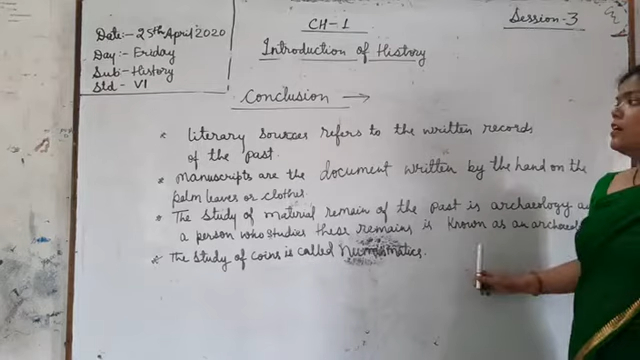 Date:- 25th April 2020
Day:- Friday
Sub:- History
Std- VI
CH-1
Introduction of History
Session-3
Conclusion →
* Literary Sources refers to the written records
of the past.
* Manuscripts are the document written by the hand on the
palm leaves or clothes.
* The study of material remain of the past is archaeology
a person who studies these remains is known as an
* The study of coins is called Numismatics.